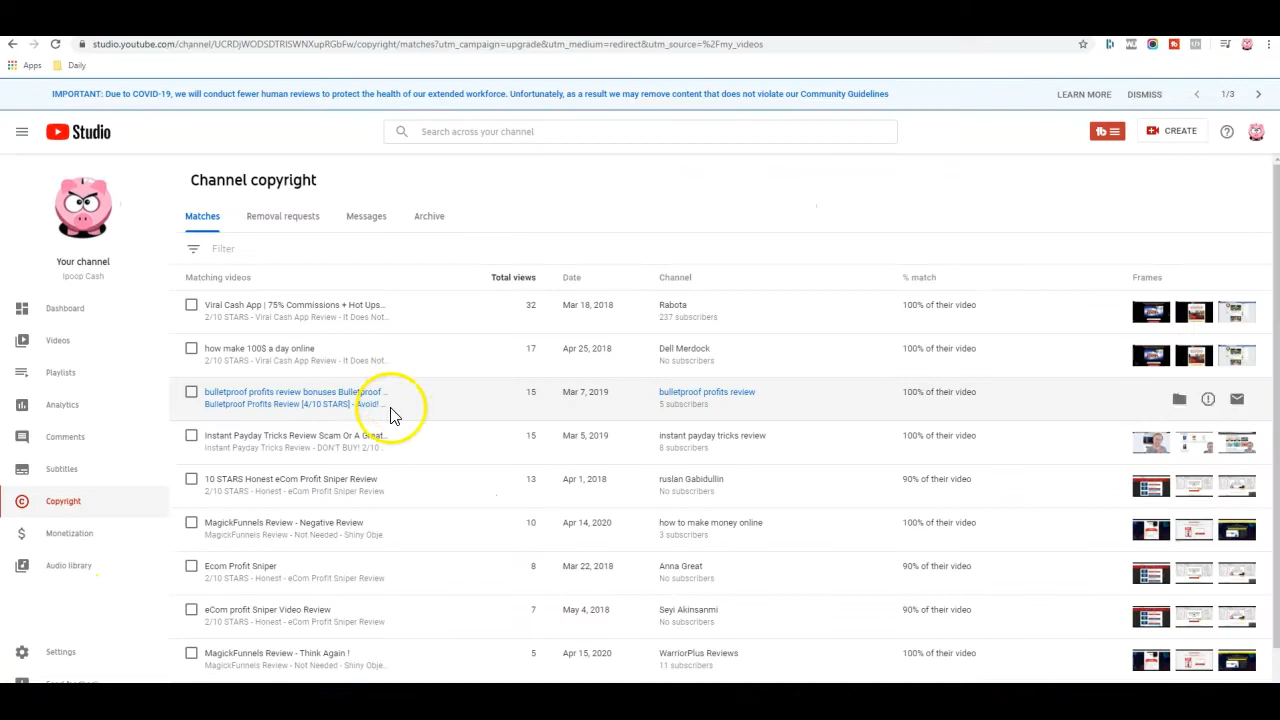 studio.youtube.com/channel/UCRDjWODSDTRISWNXupRGbFw/copyright/matches?utm_campaign=upgrade&utm_medium=redirect&utm_source=%2Fmy_videos
Apps Daily
IMPORTANT: Due to COVID-19, we will conduct fewer human reviews to protect the health of our extended workforce. Unfortunately, as a result we may remove content that does not violate our Community Guidelines LEARN MORE DISMISS 1/3
Studio Search across your channel CREATE
Channel copyright
Matches Removal requests Messages Archive
Filter
Your channel
Ipoop Cash
Dashboard
Videos
Playlists
Analytics
Comments
Subtitles
Copyright
Monetization
Audio library
Settings
Matching videos Total views Date Channel % match Frames
Viral Cash App | 75% Commissions + Hot Ups... 32 Mar 18, 2018 Rabota 100% of their video
2/10 STARS - Viral Cash App Review - It Does Not.. 237 subscribers
how make 100$ a day online 17 Apr 25, 2018 Dell Merdock 100% of their video
2/10 STARS - Viral Cash App Review - It Does Not.. No subscribers
bulletproof profits review bonuses Bulletproof ... 15 Mar 7, 2019 bulletproof profits review 100% of their video
Bulletproof Profits Review [4/10 STARS] - Avoid! ... 5 subscribers
Instant Payday Tricks Review Scam Or A Great... 15 Mar 5, 2019 instant payday tricks review 100% of their video
Instant Payday Tricks Review - DON'T BUY! 2/10 .. 8 subscribers
10 STARS Honest eCom Profit Sniper Review 13 Apr 1, 2018 ruslan Gabidullin 90% of their video
2/10 STARS - Honest - eCom Profit Sniper Review No subscribers
MagickFunnels Review - Negative Review 10 Apr 14, 2020 how to make money online 100% of their video
MagickFunnels Review - Not Needed - Shiny Obje.. 3 subscribers
Ecom Profit Sniper 8 Mar 22, 2018 Anna Great 90% of their video
2/10 STARS - Honest - eCom Profit Sniper Review No subscribers
eCom profit Sniper Video Review 7 May 4, 2018 Seyi Akinsanmi 90% of their video
2/10 STARS - Honest - eCom Profit Sniper Review No subscribers
MagickFunnels Review - Think Again ! 5 Apr 15, 2020 WarriorPlus Reviews 100% of their video
MagickFunnels Review - Not Needed - Shiny Obje... 11 subscribers